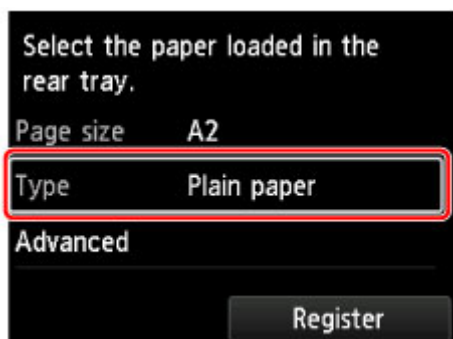 Select the paper loaded in the
rear tray.
Page size A2
Type Plain paper
Advanced
Register